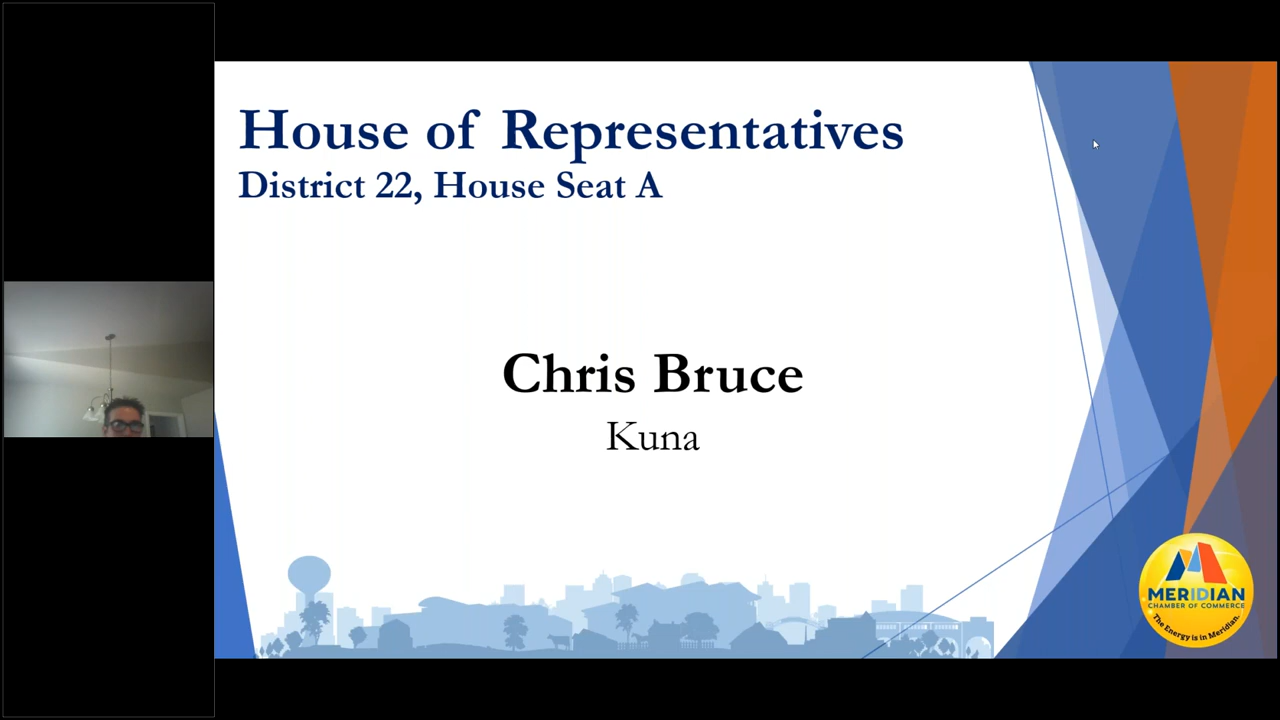 House of Representatives
District 22, House Seat A
Chris Bruce
Kuna
MERIDIAN
CHAMBER OF COMMERCE
The Energy is in Meridian.